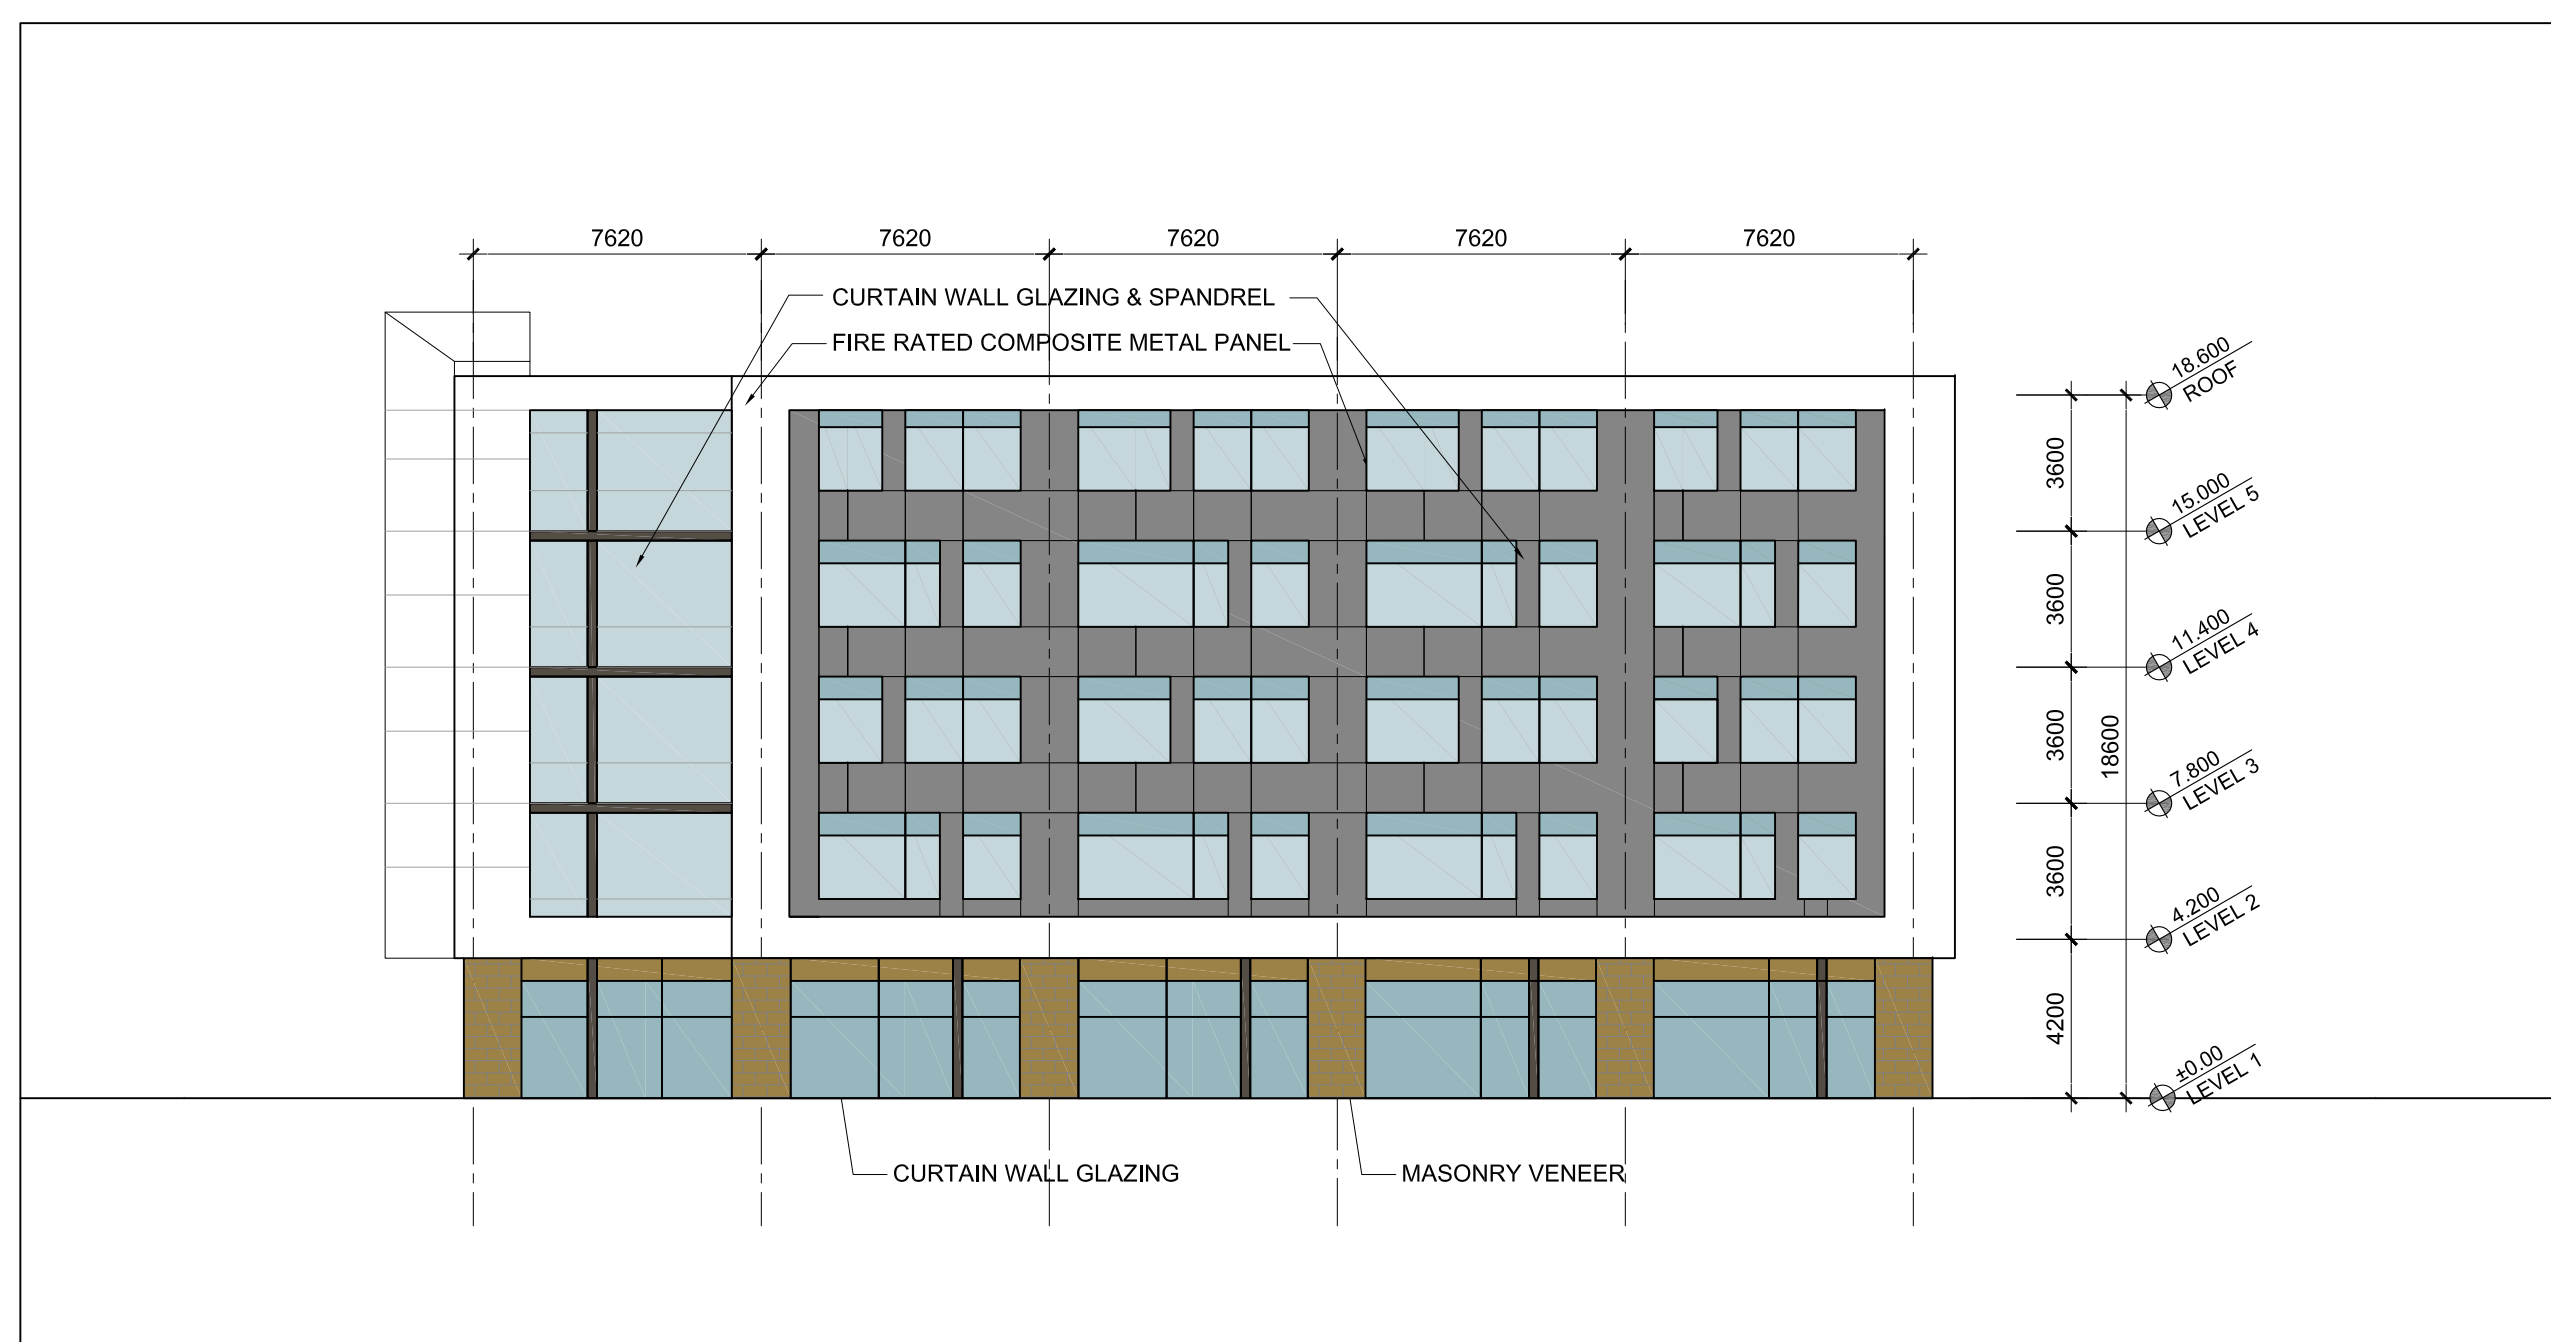 7620
7620
7620
7620
7620
CURTAIN WALL GLAZING & SPANDREL
FIRE RATED COMPOSITE METAL PANEL
18.600
ROOF
3600
15.000
LEVEL 5
3600
11.400
LEVEL 4
3600
18600
7.800
LEVEL 3
3600
4.200
LEVEL 2
4200
±0.00
LEVEL 1
CURTAIN WALL GLAZING
MASONRY VENEER